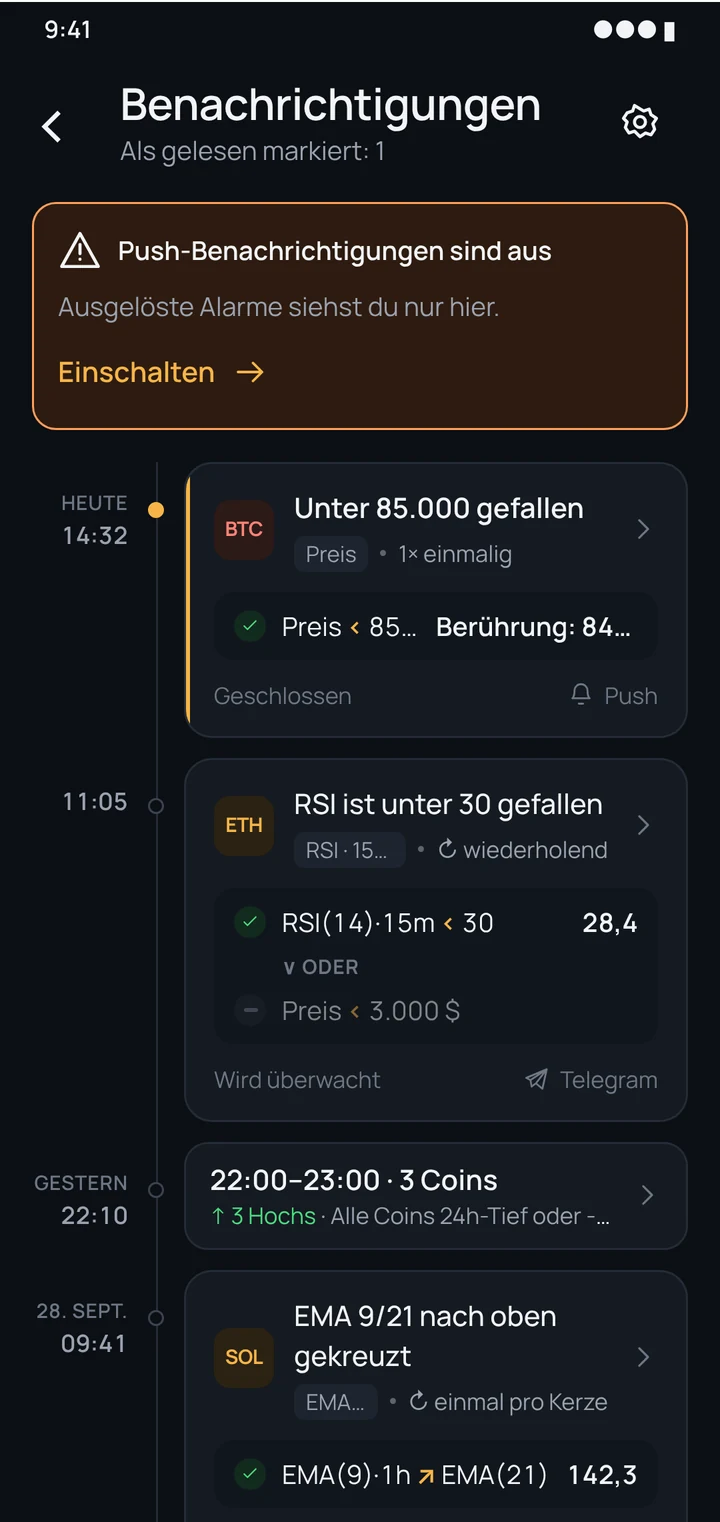 9:41
Benachrichtigungen
Als gelesen markiert: 1
Push-Benachrichtigungen sind aus
Ausgelöste Alarme siehst du nur hier.
Einschalten →
HEUTE
14:32
BTC
Unter 85.000 gefallen
Preis • 1× einmalig
Preis < 85… Berührung: 84…
Geschlossen Push
11:05
ETH
RSI ist unter 30 gefallen
RSI · 15… • ↻ wiederholend
RSI(14)·15m < 30 28,4
∨ ODER
Preis < 3.000 $
Wird überwacht Telegram
GESTERN
22:10
22:00–23:00 · 3 Coins
↑ 3 Hochs · Alle Coins 24h-Tief oder -…
28. SEPT.
09:41
SOL
EMA 9/21 nach oben
gekreuzt
EMA… • ↻ einmal pro Kerze
EMA(9)·1h ↗ EMA(21) 142,3